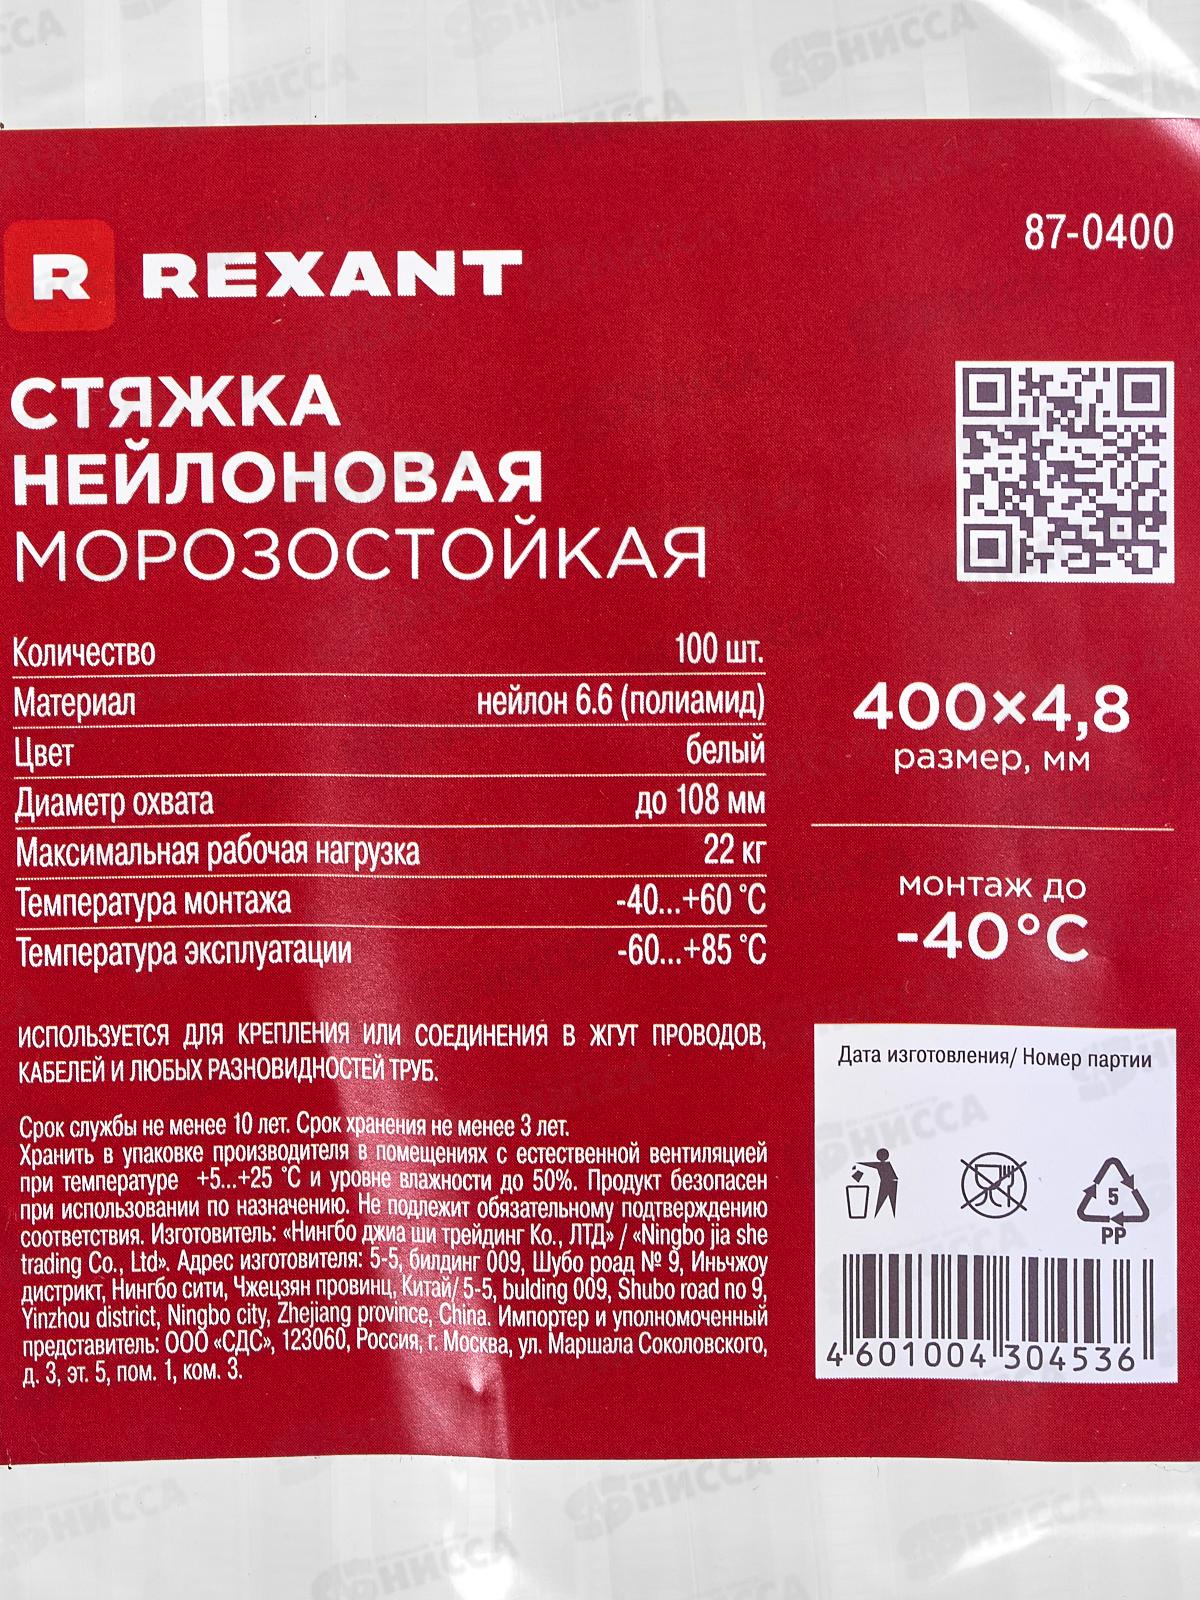 87-0400
R REXANT
СТЯЖКА
НЕЙЛОНОВАЯ
МОРОЗОСТОЙКАЯ
Количество 100 шт.
Материал нейлон 6.6 (полиамид)
Цвет белый
Диаметр охвата до 108 мм
Максимальная рабочая нагрузка 22 кг
Температура монтажа -40...+60 °C
Температура эксплуатации -60...+85 °C
400×4,8
размер, мм
монтаж до
-40°C
ИСПОЛЬЗУЕТСЯ ДЛЯ КРЕПЛЕНИЯ ИЛИ СОЕДИНЕНИЯ В ЖГУТ ПРОВОДОВ,
КАБЕЛЕЙ И ЛЮБЫХ РАЗНОВИДНОСТЕЙ ТРУБ.
Срок службы не менее 10 лет. Срок хранения не менее 3 лет.
Хранить в упаковке производителя в помещениях с естественной вентиляцией
при температуре +5...+25 °C и уровне влажности до 50%. Продукт безопасен
при использовании по назначению. Не подлежит обязательному подтверждению
соответствия. Изготовитель: «Нингбо джиа ши трейдинг Ко., ЛТД» / «Ningbo jia she
trading Co., Ltd». Адрес изготовителя: 5-5, билдинг 009, Шубо роад № 9, Иньчжоу
дистрикт, Нингбо сити, Чжецзян провинц, Китай/ 5-5, bulding 009, Shubo road no 9,
Yinzhou district, Ningbo city, Zhejiang province, China. Импортер и уполномоченный
представитель: ООО «СДС», 123060, Россия, г. Москва, ул. Маршала Соколовского,
д. 3, эт. 5, пом. 1, ком. 3.
Дата изготовления/ Номер партии
5
PP
4 601004 304536